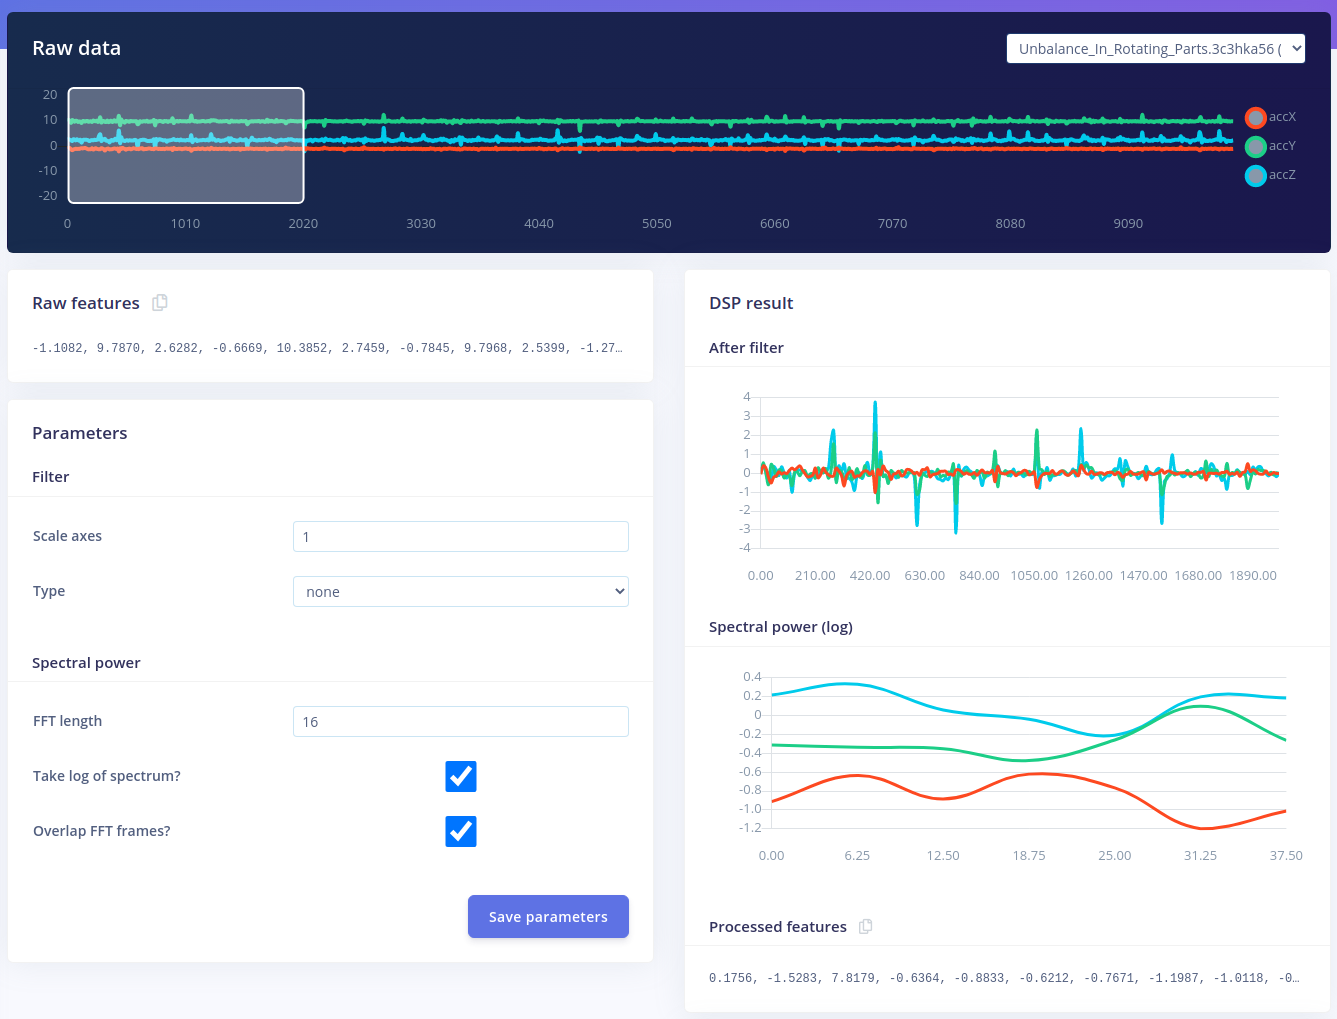 Raw data
Unbalance_In_Rotating_Parts.3c3hka56 (
20
10
0
-10
-20
0 1010 2020 3030 4040 5050 6060 7070 8080 9090
accX
accY
accZ
Raw features
-1.1082, 9.7870, 2.6282, -0.6669, 10.3852, 2.7459, -0.7845, 9.7968, 2.5399, -1.27…
Parameters
Filter
Scale axes 1
Type none
Spectral power
FFT length 16
Take log of spectrum?
Overlap FFT frames?
Save parameters
DSP result
After filter
4
3
2
1
0
-1
-2
-3
-4
0.00 210.00 420.00 630.00 840.00 1050.00 1260.00 1470.00 1680.00 1890.00
Spectral power (log)
0.4
0.2
0
-0.2
-0.4
-0.6
-0.8
-1.0
-1.2
0.00 6.25 12.50 18.75 25.00 31.25 37.50
Processed features
0.1756, -1.5283, 7.8179, -0.6364, -0.8833, -0.6212, -0.7671, -1.1987, -1.0118, -0…